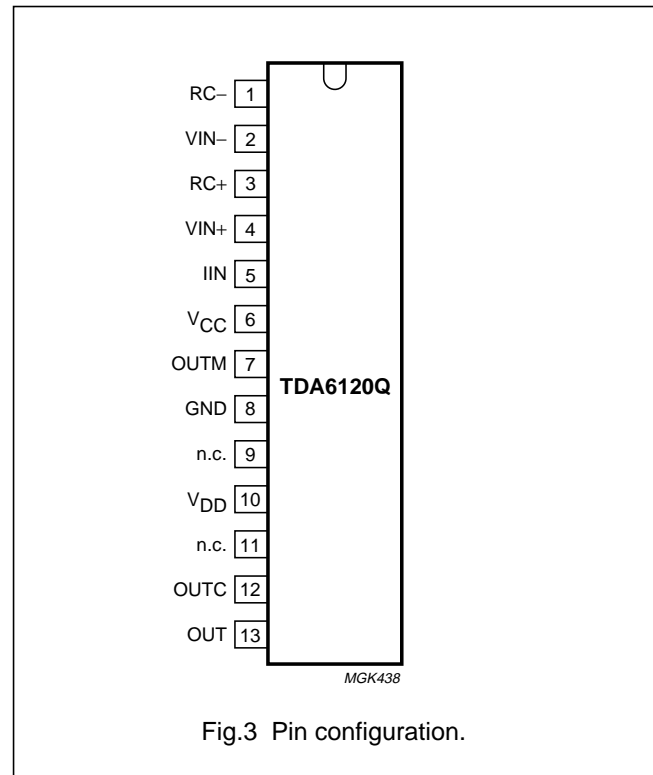 RC− 1
VIN− 2
RC+ 3
VIN+ 4
IIN 5
VCC 6
OUTM 7
TDA6120Q
GND 8
n.c. 9
VDD 10
n.c. 11
OUTC 12
OUT 13
MGK438
Fig.3 Pin configuration.